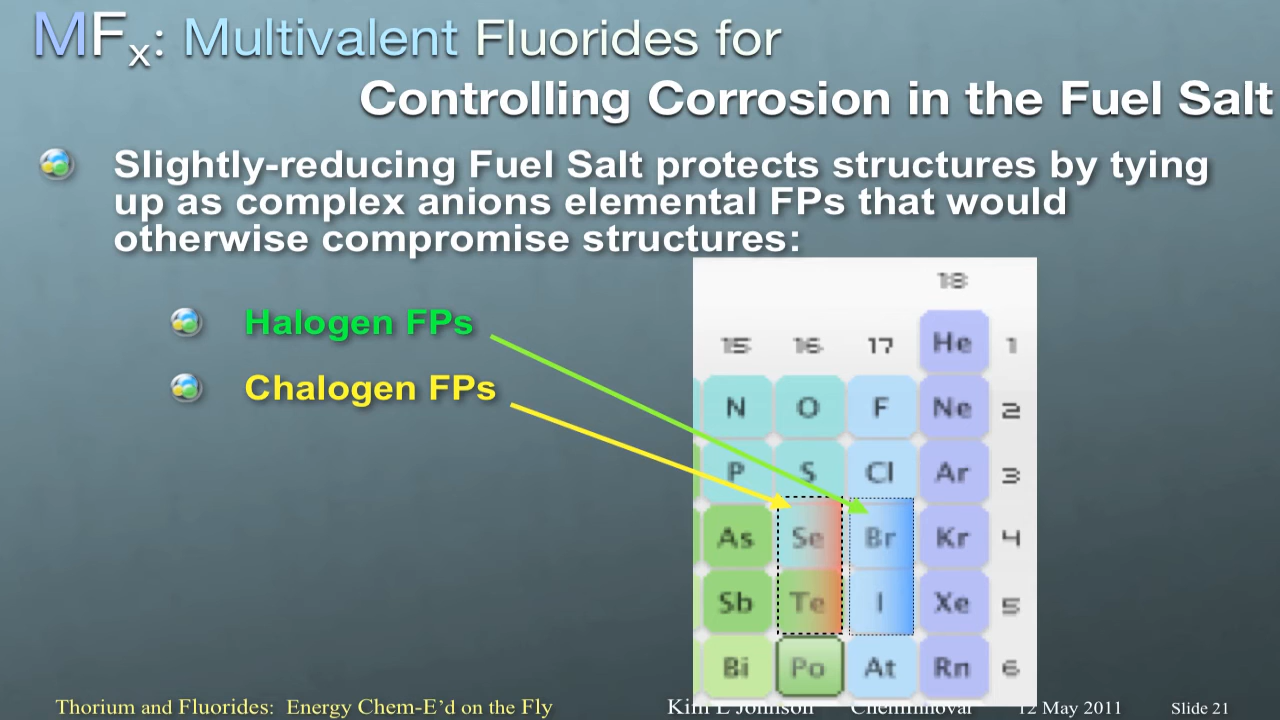 MFx: Multivalent Fluorides for
Controlling Corrosion in the Fuel Salt
Slightly-reducing Fuel Salt protects structures by tying
up as complex anions elemental FPs that would
otherwise compromise structures:
Halogen FPs
Chalogen FPs
18
15 16 17 He 1
N O F Ne 2
P S Cl Ar 3
As Se Br Kr 4
Sb Te I Xe 5
Bi Po At Rn 6
Thorium and Fluorides: Energy Chem-E'd on the Fly Kim L Johnson ChemInnovar 12 May 2011 Slide 21